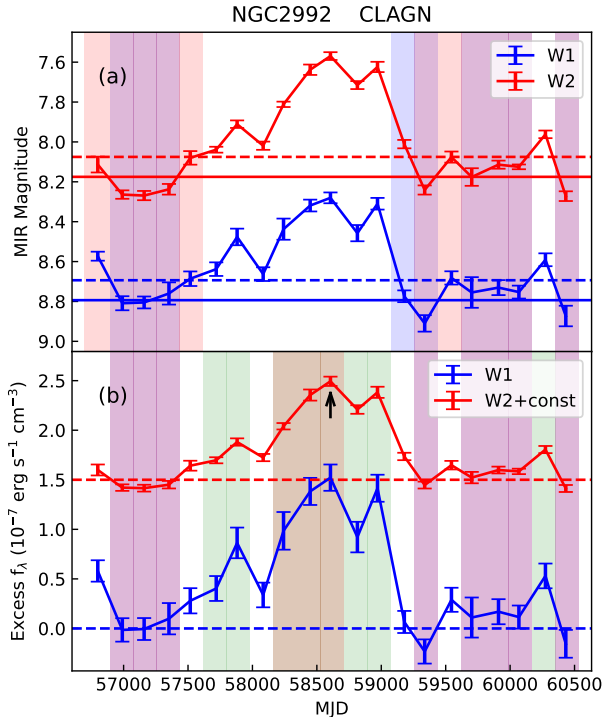 NGC2992 CLAGN
(a)
W1
W2
7.6
7.8
8.0
8.2
8.4
8.6
8.8
9.0
MIR Magnitude
(b)
W1
W2+const
2.5
2.0
1.5
1.0
0.5
0.0
Excess fλ (10⁻⁷ erg s⁻¹ cm⁻³)
57000 57500 58000 58500 59000 59500 60000 60500
MJD